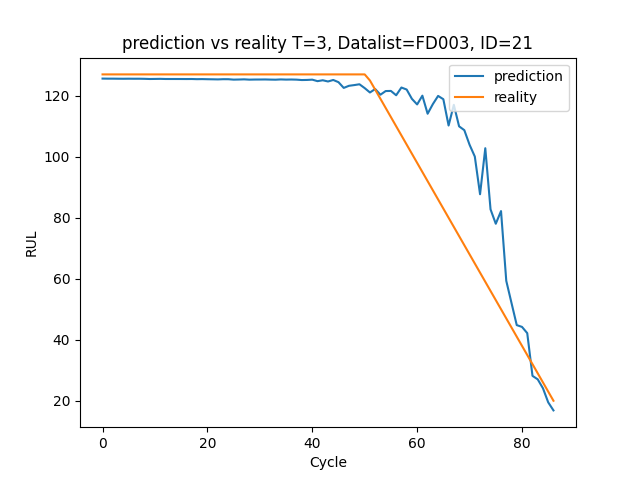 prediction vs reality T=3, Datalist=FD003, ID=21
prediction
reality
120
100
80
60
40
20
RUL
0
20
40
60
80
Cycle